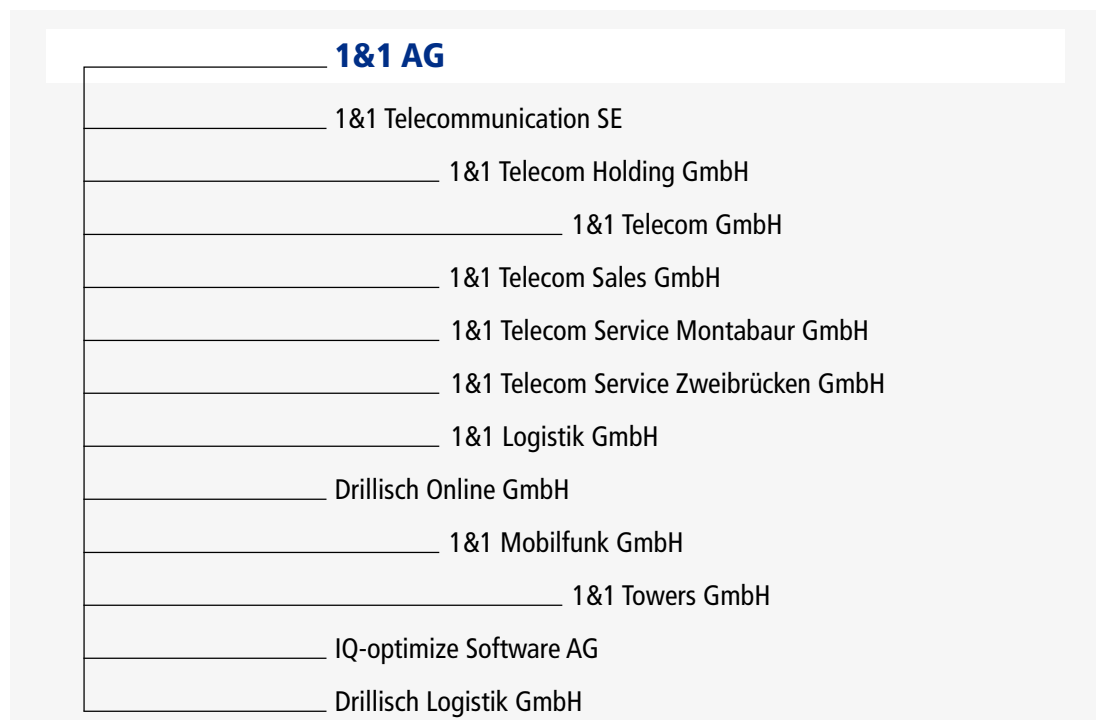 1&1 AG
1&1 Telecommunication SE
1&1 Telecom Holding GmbH
1&1 Telecom GmbH
1&1 Telecom Sales GmbH
1&1 Telecom Service Montabaur GmbH
1&1 Telecom Service Zweibrücken GmbH
1&1 Logistik GmbH
Drillisch Online GmbH
1&1 Mobilfunk GmbH
1&1 Towers GmbH
IQ-optimize Software AG
Drillisch Logistik GmbH